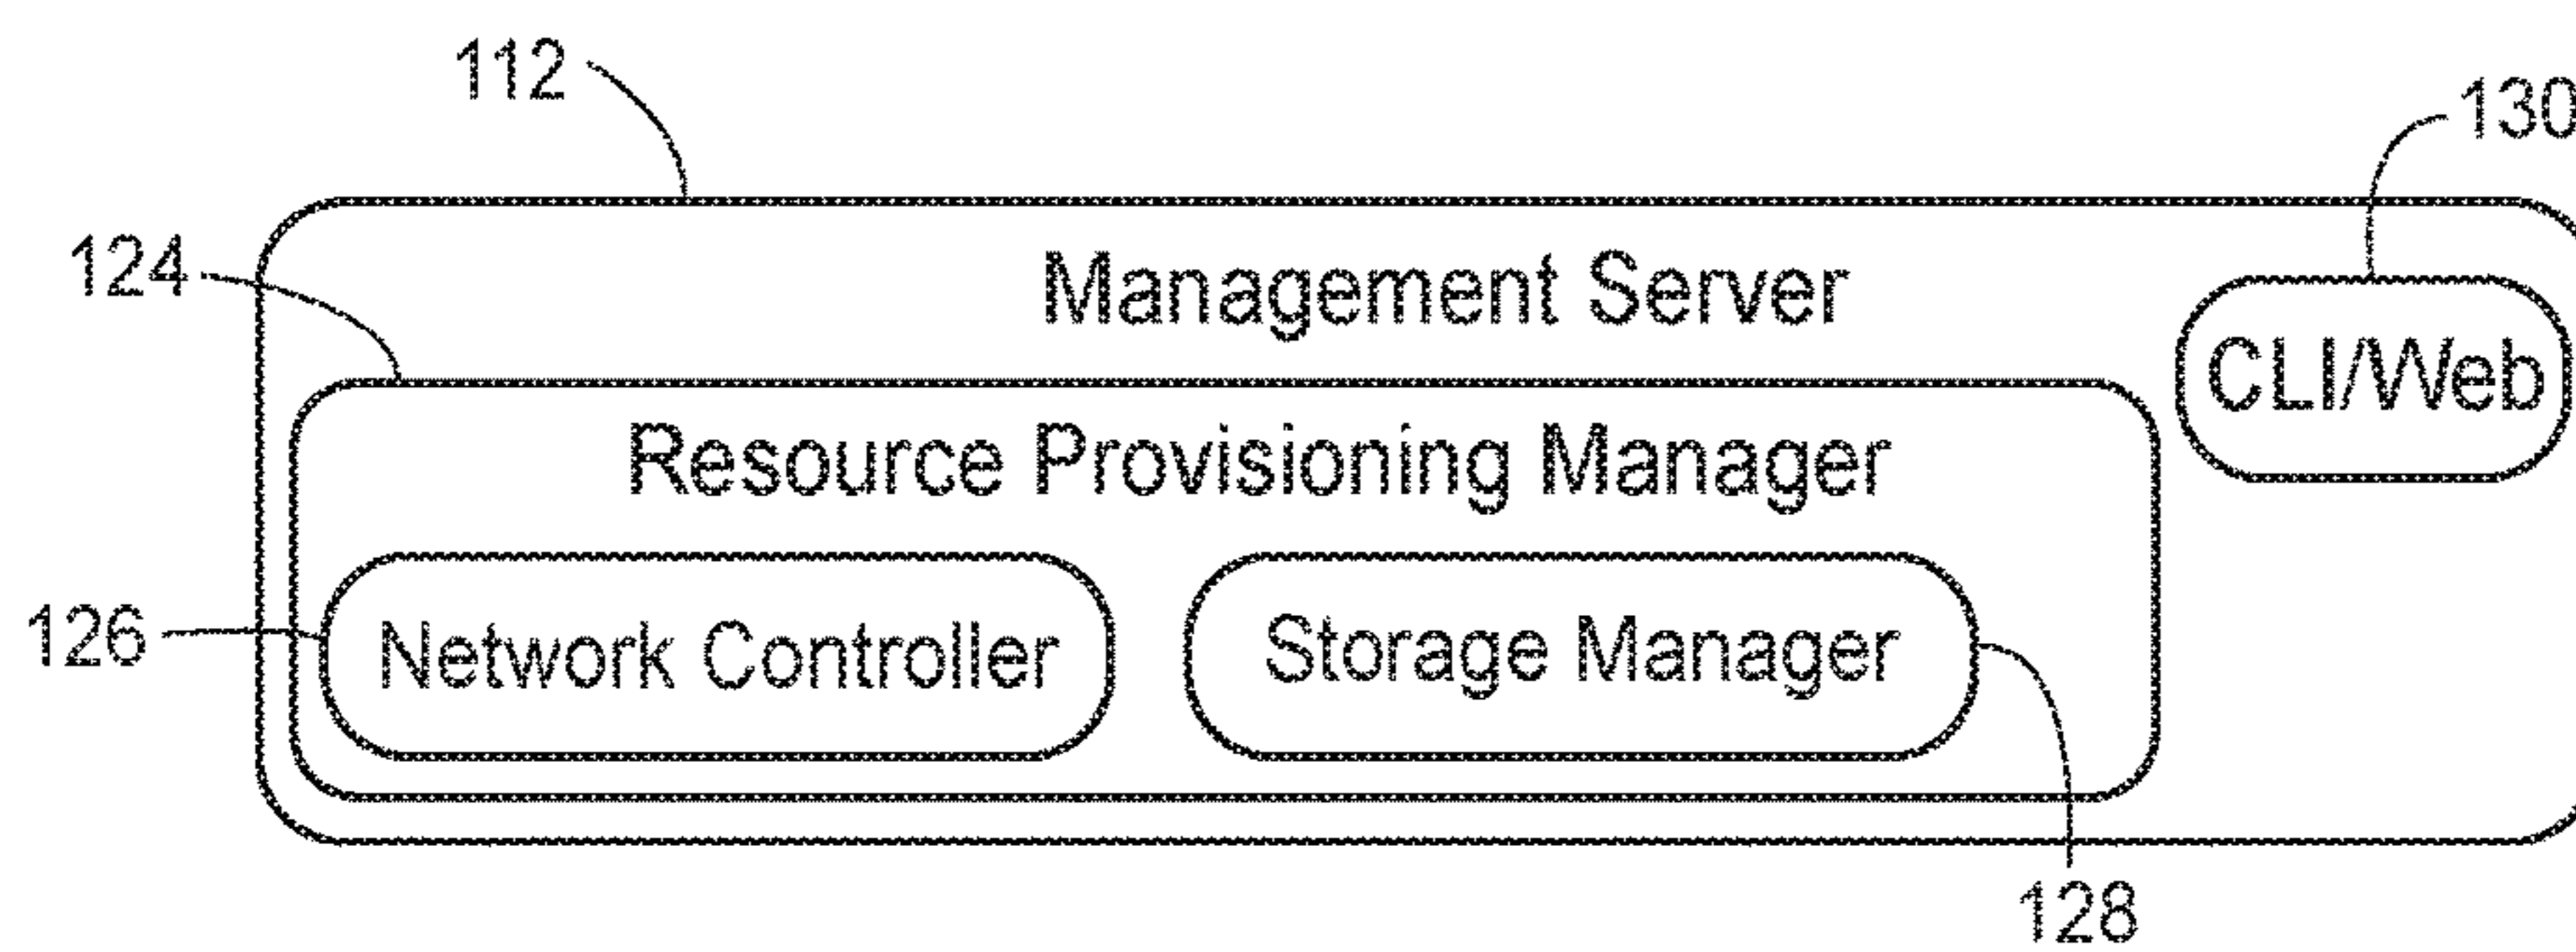 112
130
124
Management Server
CLI/Web
Resource Provisioning Manager
126
Network Controller
Storage Manager
128